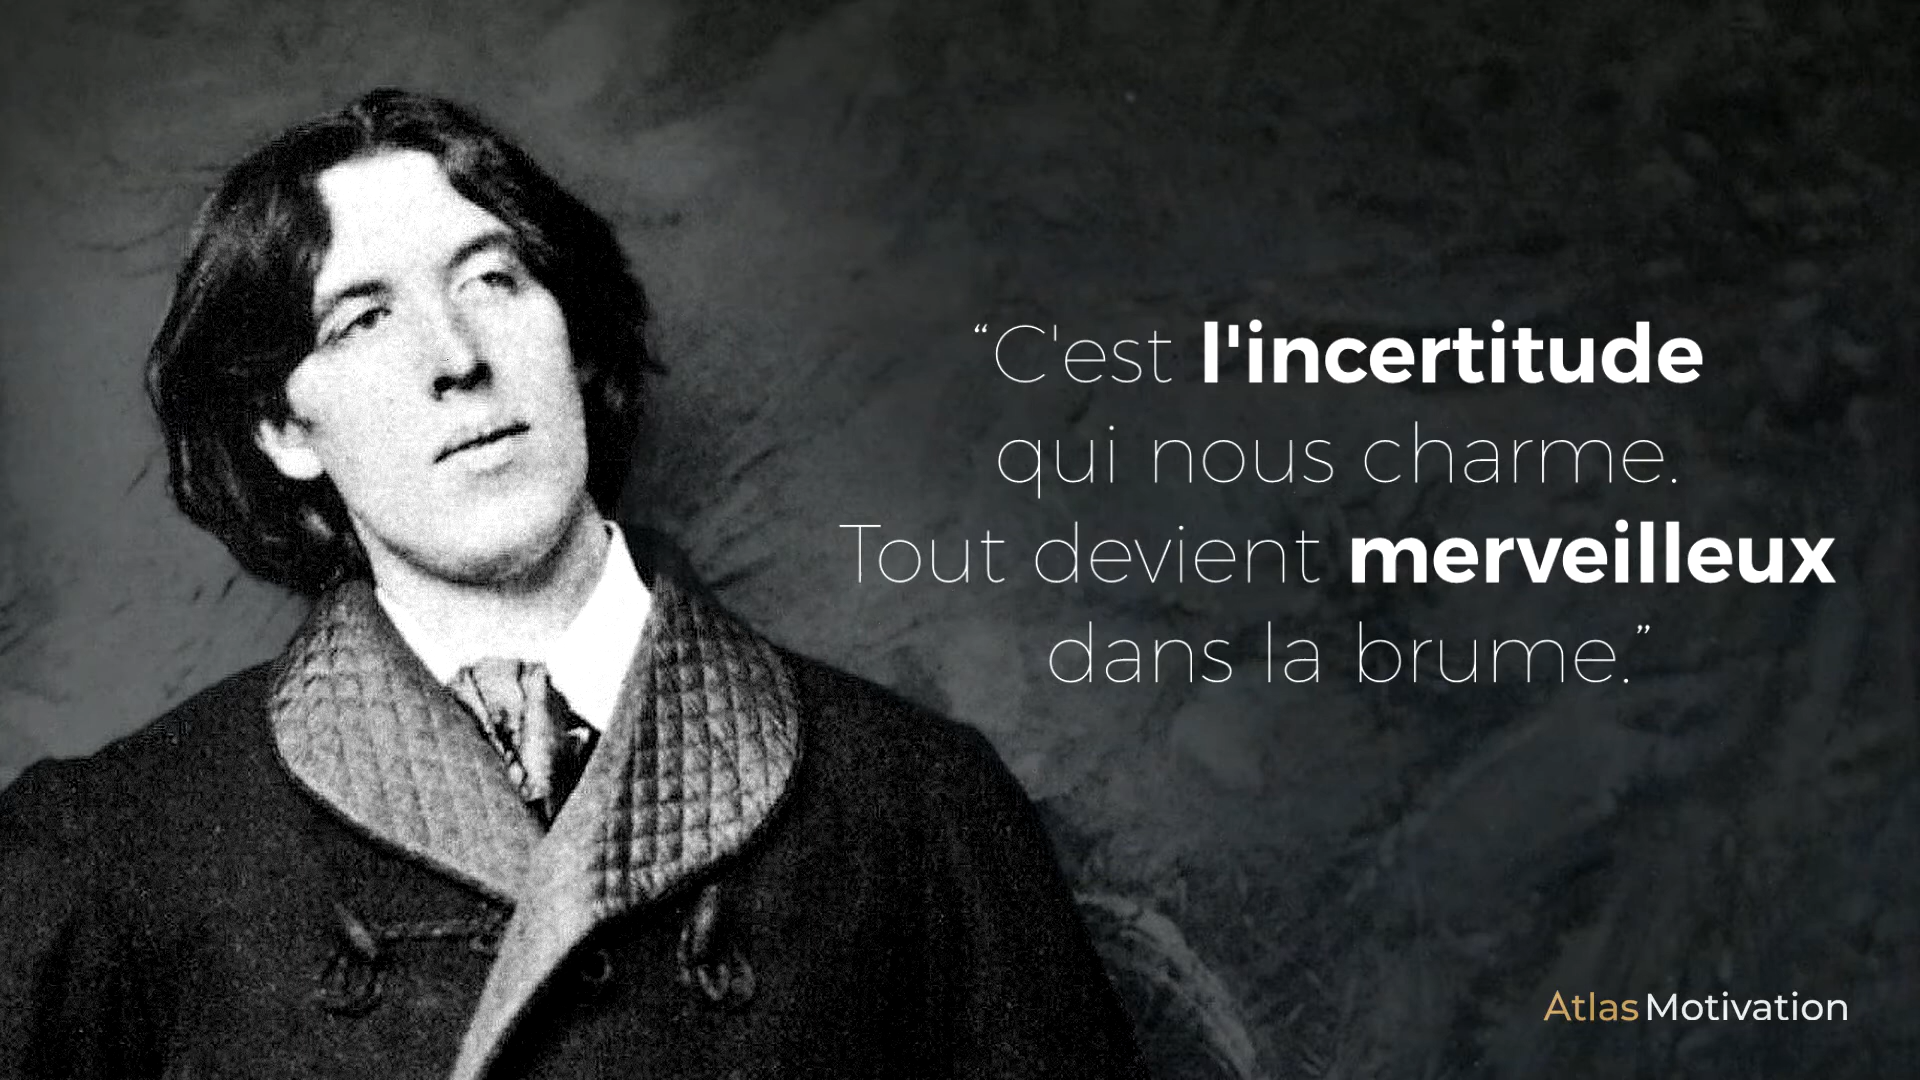 “C'est l'incertitude
qui nous charme.
Tout devient merveilleux
dans la brume.”
Atlas Motivation